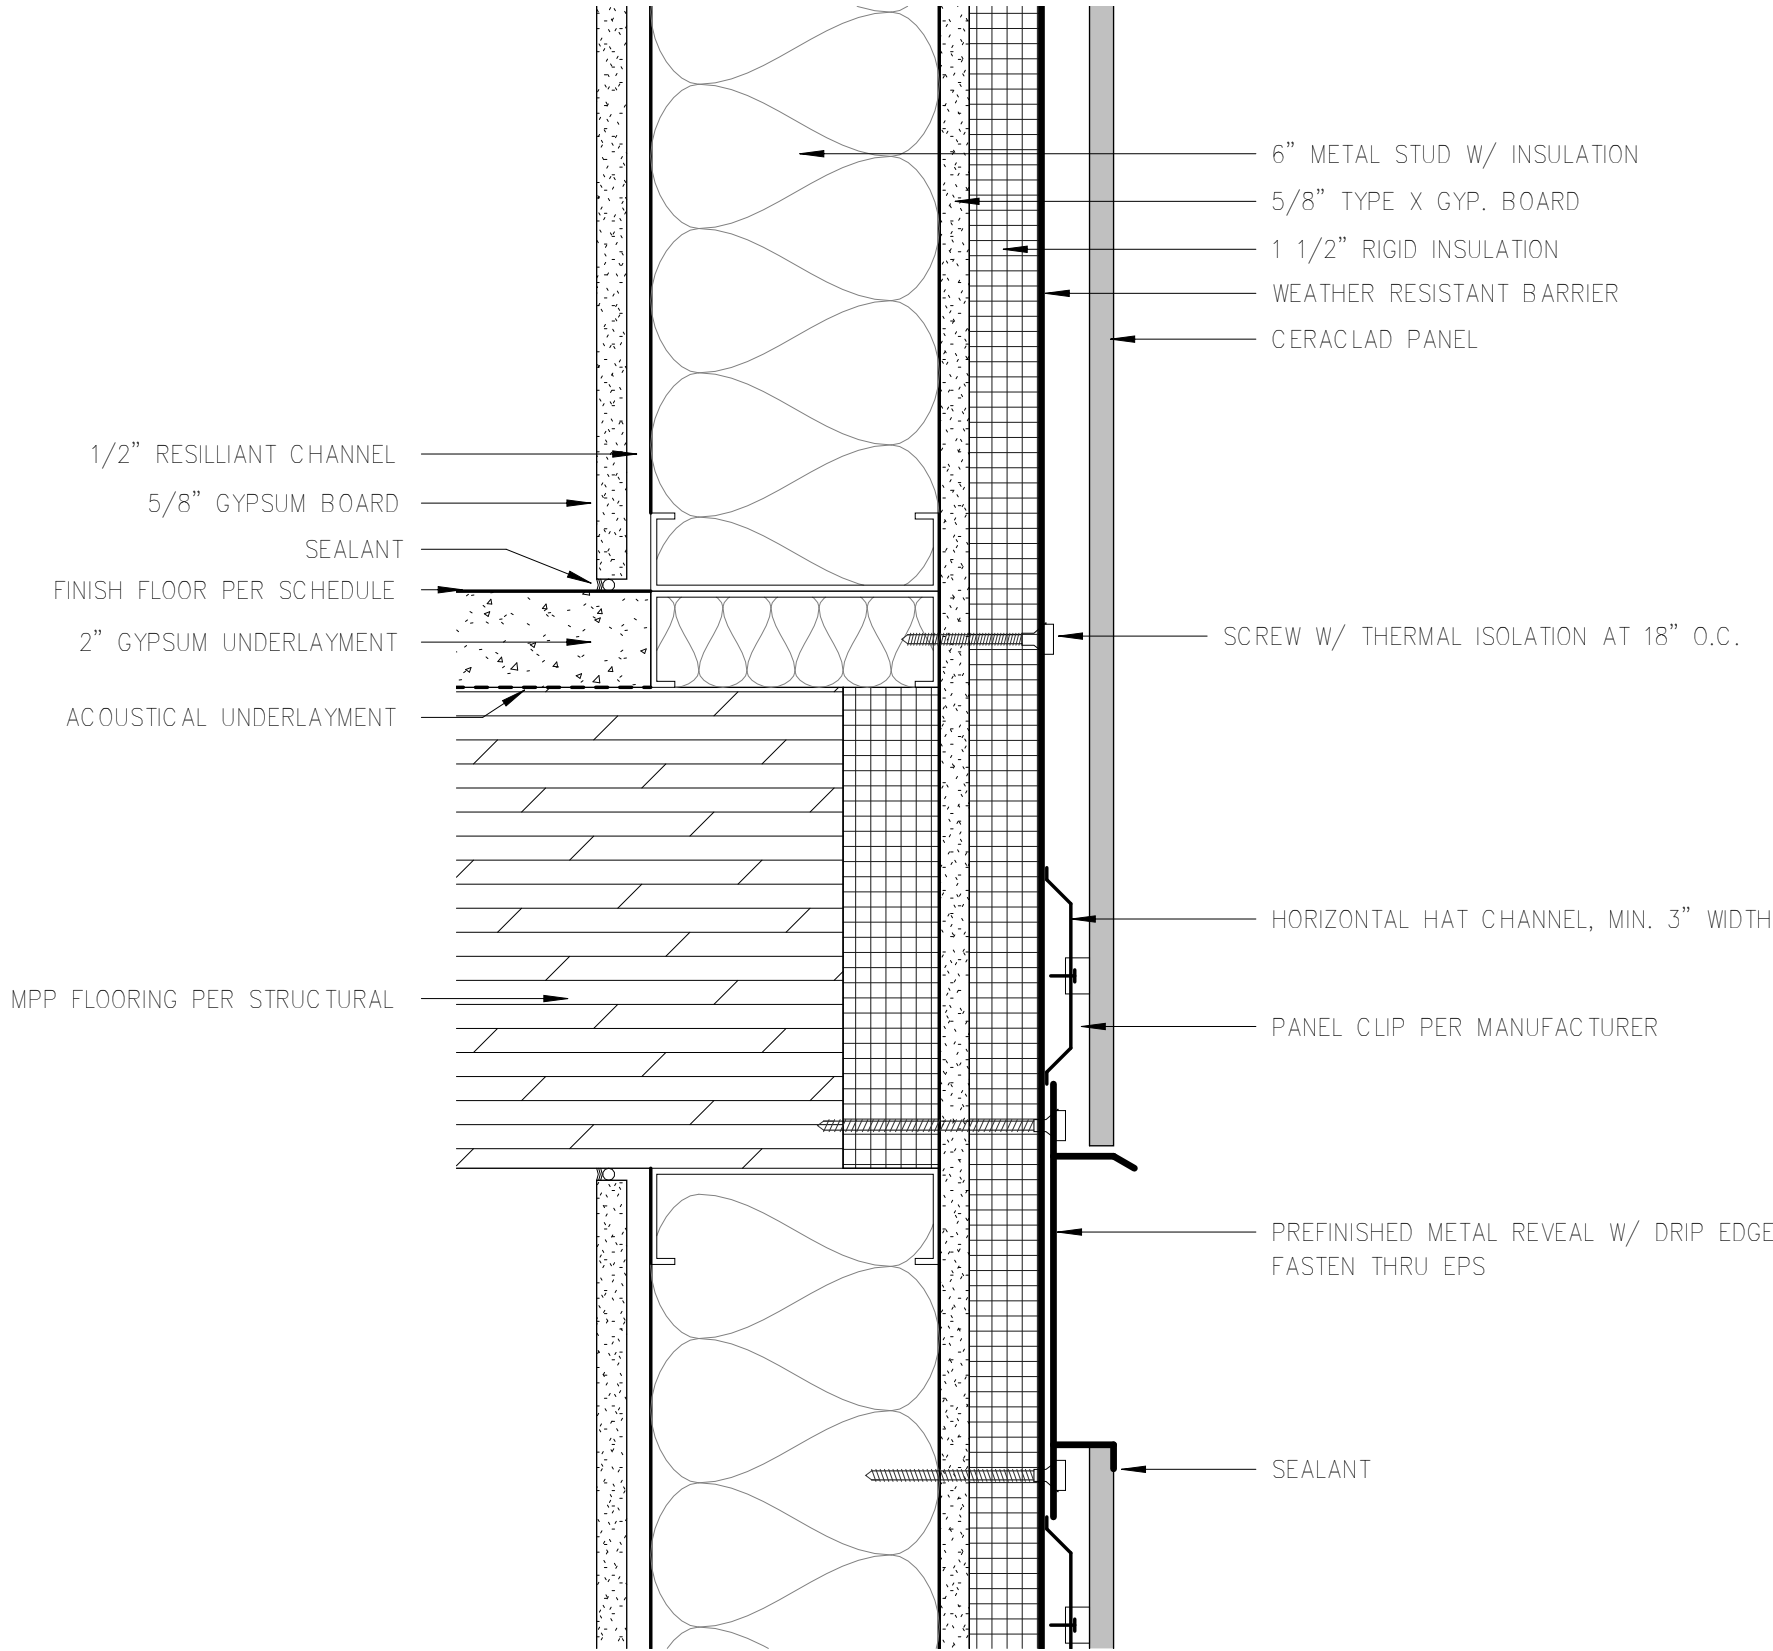 6” METAL STUD W/ INSULATION
5/8” TYPE X GYP. BOARD
1 1/2” RIGID INSULATION
WEATHER RESISTANT BARRIER
CERACLAD PANEL
1/2” RESILLIANT CHANNEL
5/8” GYPSUM BOARD
SEALANT
FINISH FLOOR PER SCHEDULE
2” GYPSUM UNDERLAYMENT
SCREW W/ THERMAL ISOLATION AT 18” O.C.
ACOUSTICAL UNDERLAYMENT
HORIZONTAL HAT CHANNEL, MIN. 3” WIDTH
MPP FLOORING PER STRUCTURAL
PANEL CLIP PER MANUFACTURER
PREFINISHED METAL REVEAL W/ DRIP EDGE
FASTEN THRU EPS
SEALANT